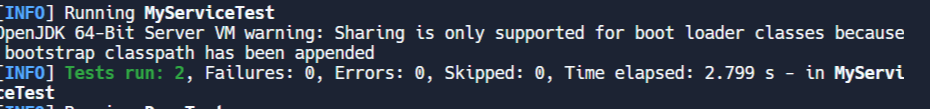 [INFO] Running MyServiceTest
OpenJDK 64-Bit Server VM warning: Sharing is only supported for boot loader classes because
bootstrap classpath has been appended
[INFO] Tests run: 2, Failures: 0, Errors: 0, Skipped: 0, Time elapsed: 2.799 s - in MyServi
ceTest